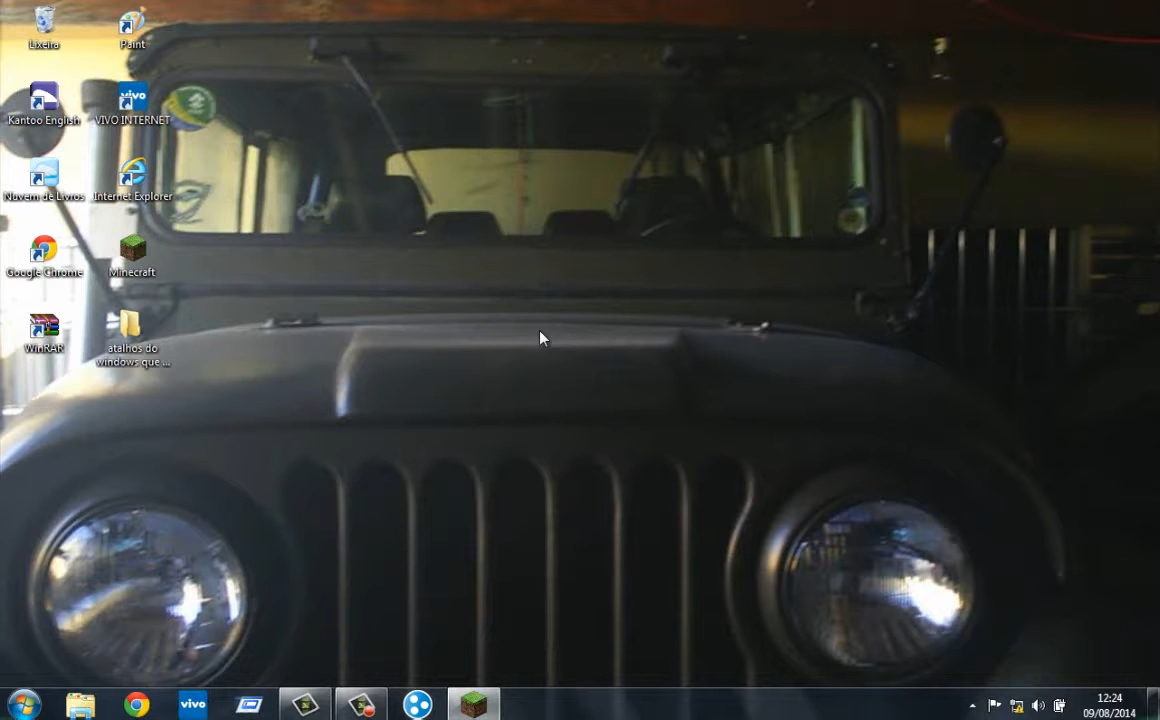 Lixeira
Paint
Kantoo English
vivo
VIVO INTERNET
Nuvem de Livros
Internet Explorer
Google Chrome
Minecraft
WinRAR
atalhos do
windows que ...
vivo
12:24
09/08/2014